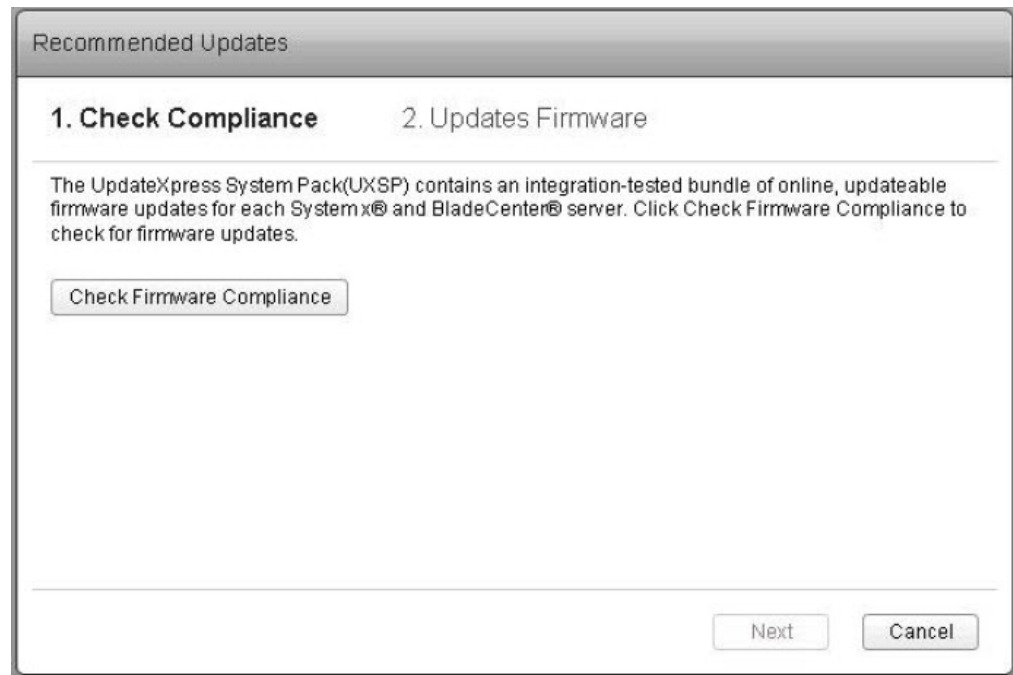 Recommended Updates
1. Check Compliance
2. Updates Firmware
The UpdateXpress System Pack(UXSP) contains an integration-tested bundle of online, updateable
firmware updates for each System x® and BladeCenter® server. Click Check Firmware Compliance to
check for firmware updates.
Check Firmware Compliance
Next
Cancel